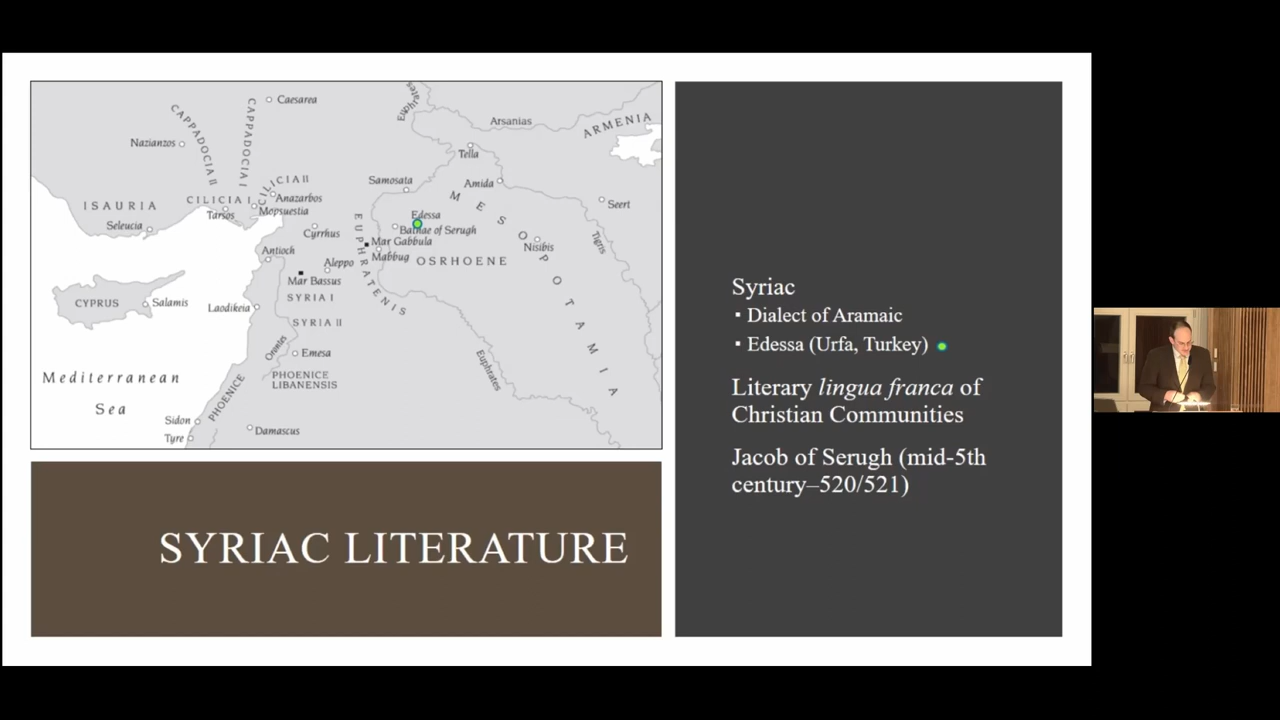 Caesarea
CAPPADOCIA II
CAPPADOCIA I
Euphrates
Arsanias
ARMENIA
Nazianzos
Tella
Samosata
Amida
MESOPOTAMIA
CILICIA II
CILICIA I
Anazarbos
ISAURIA
Tarsos
Mopsuestia
Seleucia
Seert
Edessa
Batnae of Serugh
Cyrrhus
EUPHRATENSIS
Mar Gabbula
Nisibis
Tigris
Antioch
Mabbug
OSRHOENE
Aleppo
Mar Bassus
CYPRUS
Salamis
Laodikeia
SYRIA I
SYRIA II
Orontes
Emesa
Euphrates
Mediterranean
Sea
PHOENICE
LIBANENSIS
PHOENICE
Sidon
Tyre
Damascus
SYRIAC LITERATURE
Syriac
▪ Dialect of Aramaic
▪ Edessa (Urfa, Turkey)
Literary lingua franca of
Christian Communities
Jacob of Serugh (mid-5th
century–520/521)